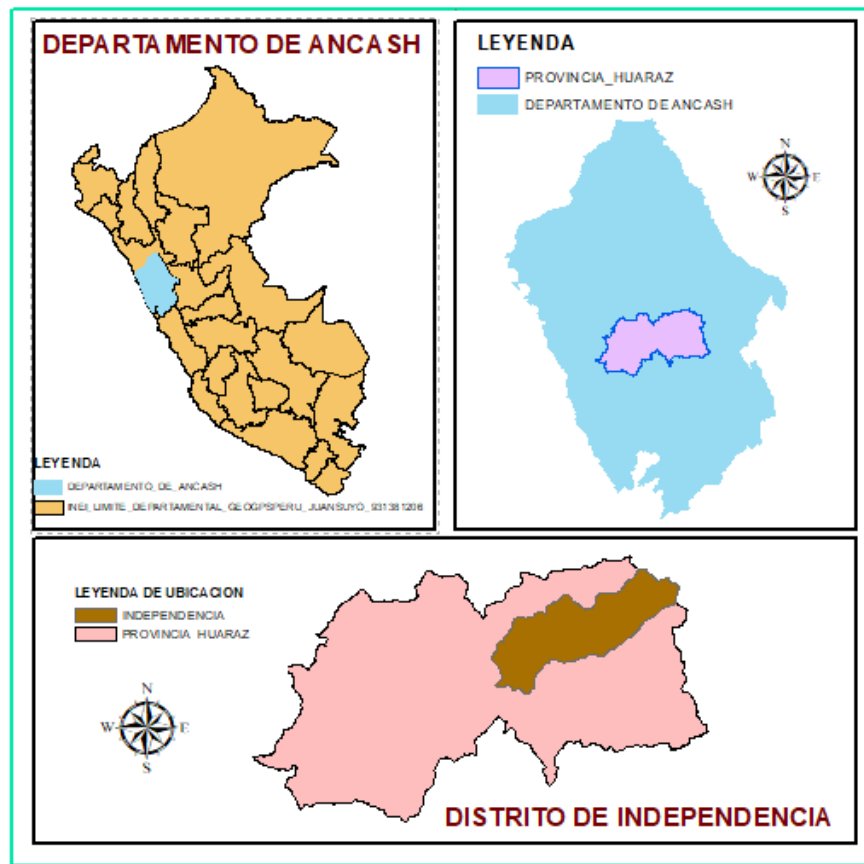 DEPARTAMENTO DE ANCASH
LEYENDA
DEPARTAMENTO_DE_ANCASH
INEI_LIMITE_DEPARTAMENTAL_GEOGPSPERU_JUANSUYO_931381206
LEYENDA
PROVINCIA_HUARAZ
DEPARTAMENTO DE ANCASH
N
W E
S
LEYENDA DE UBICACION
INDEPENDENCIA
PROVINCIA HUARAZ
N
W E
S
DISTRITO DE INDEPENDENCIA